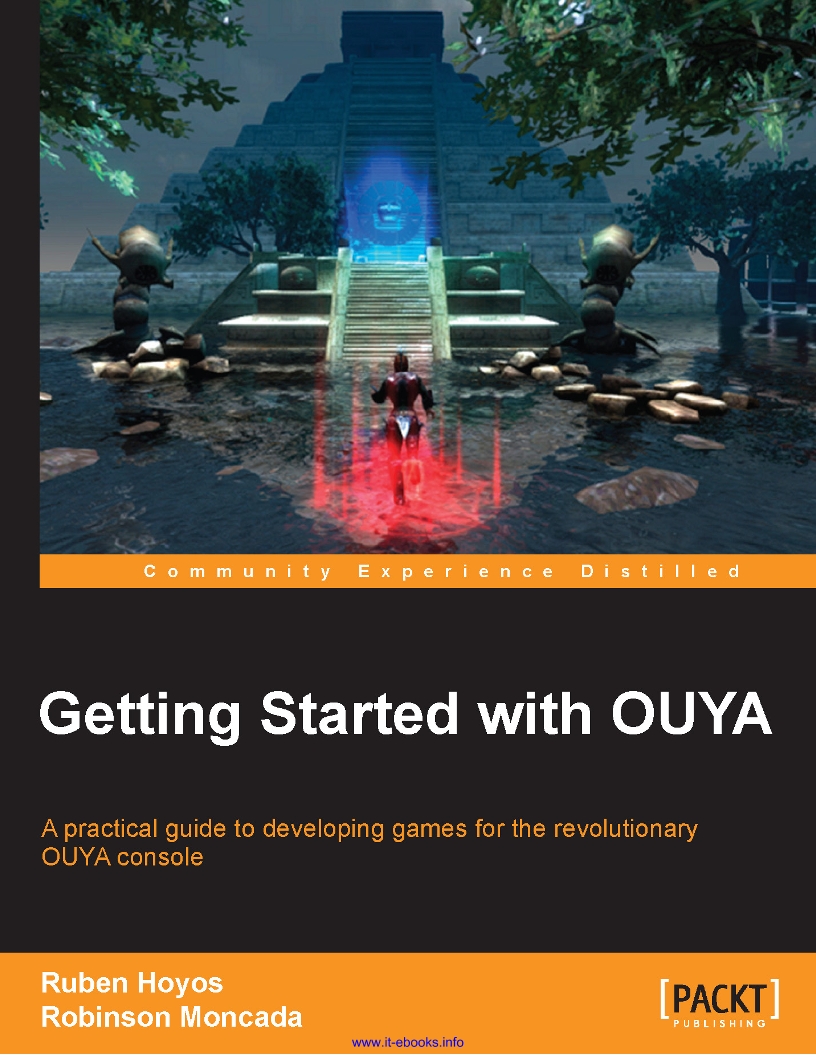 Community Experience Distilled
Getting Started with OUYA
A practical guide to developing games for the revolutionary
OUYA console
Ruben Hoyos
Robinson Moncada
[PACKT]
PUBLISHING
www.it-ebooks.info